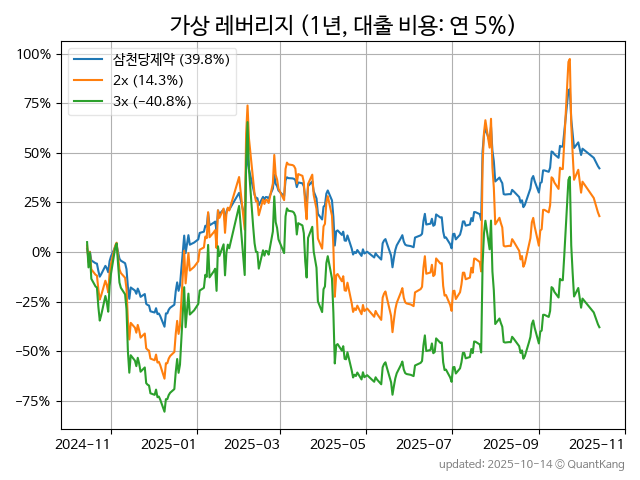 가상 레버리지 (1년, 대출 비용: 연 5%)
삼천당제약 (39.8%)
2x (14.3%)
3x (−40.8%)
100%
75%
50%
25%
0%
−25%
−50%
−75%
2024-11 2025-01 2025-03 2025-05 2025-07 2025-09 2025-11
updated: 2025-10-14 © QuantKang